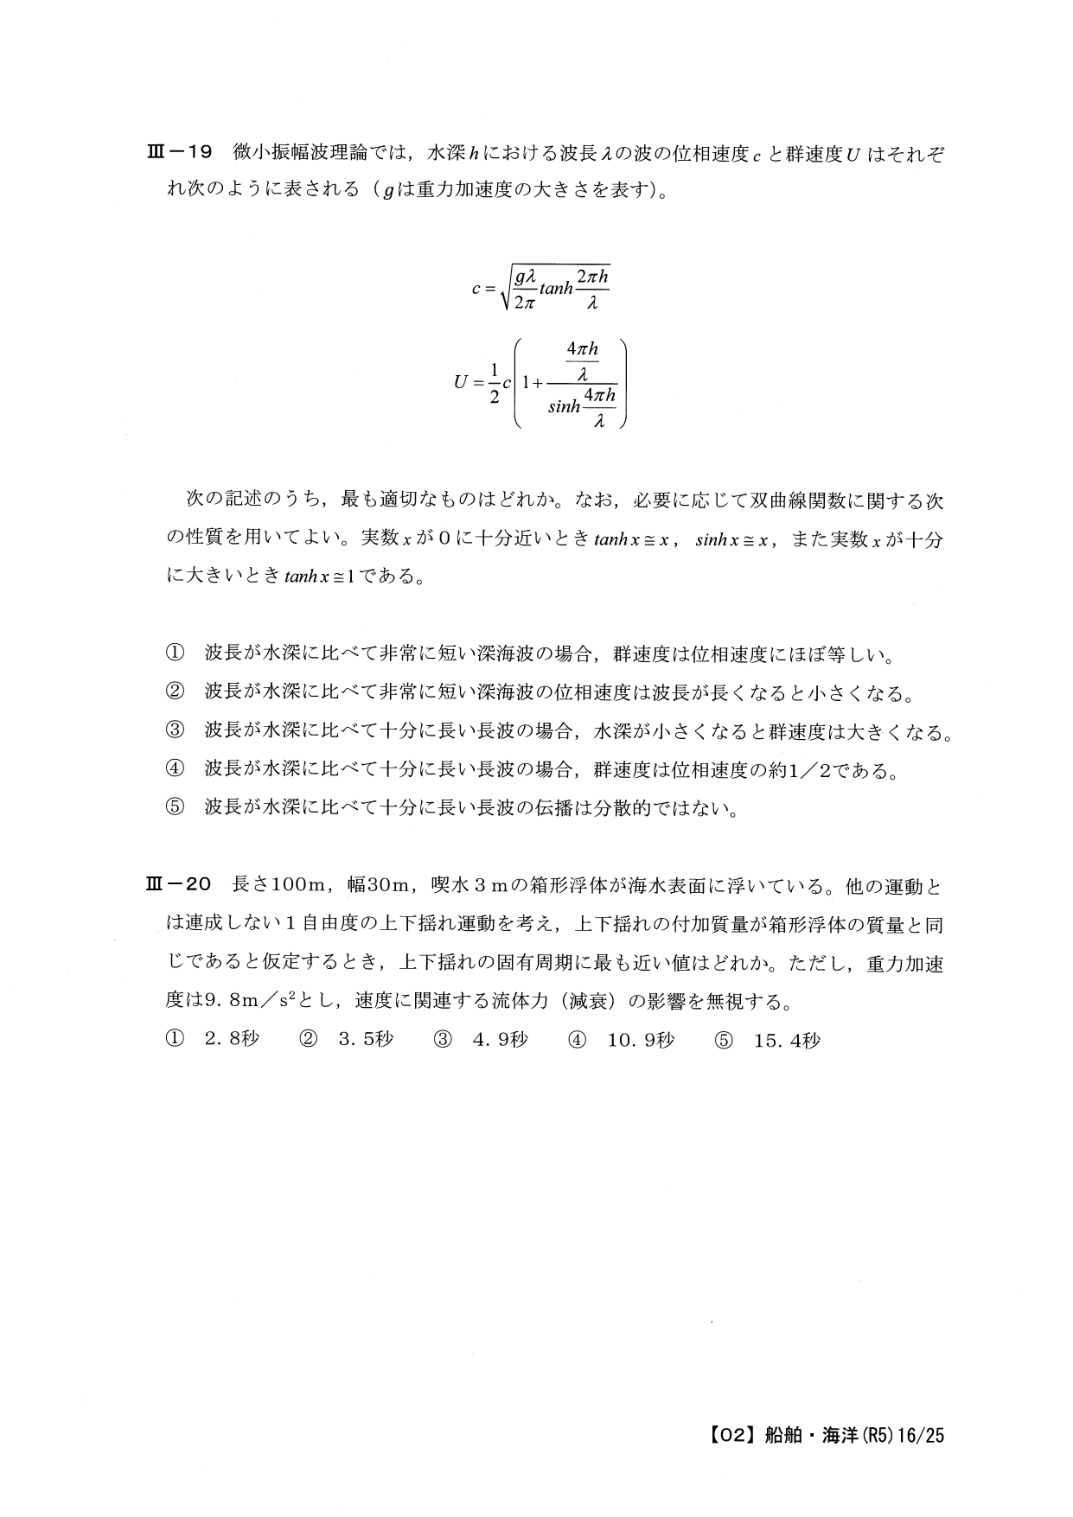 Ⅲ－19　微小振幅波理論では，水深hにおける波長λの波の位相速度cと群速度Uはそれぞ
れ次のように表される（gは重力加速度の大きさを表す）。
c = √(gλ/2π tanh 2πh/λ)
U = 1/2 c (1 + (4πh/λ)/(sinh 4πh/λ))
次の記述のうち，最も適切なものはどれか。なお，必要に応じて双曲線関数に関する次
の性質を用いてよい。実数xが0に十分近いときtanh x≅x，sinh x≅x，また実数xが十分
に大きいときtanh x≅1である。
①　波長が水深に比べて非常に短い深海波の場合，群速度は位相速度にほぼ等しい。
②　波長が水深に比べて非常に短い深海波の位相速度は波長が長くなると小さくなる。
③　波長が水深に比べて十分に長い長波の場合，水深が小さくなると群速度は大きくなる。
④　波長が水深に比べて十分に長い長波の場合，群速度は位相速度の約1／2である。
⑤　波長が水深に比べて十分に長い長波の伝播は分散的ではない。
Ⅲ－20　長さ100m，幅30m，喫水3mの箱形浮体が海水表面に浮いている。他の運動と
は連成しない1自由度の上下揺れ運動を考え，上下揺れの付加質量が箱形浮体の質量と同
じであると仮定するとき，上下揺れの固有周期に最も近い値はどれか。ただし，重力加速
度は9.8m／s²とし，速度に関連する流体力（減衰）の影響を無視する。
①　2.8秒　②　3.5秒　③　4.9秒　④　10.9秒　⑤　15.4秒
【02】船舶・海洋(R5)16/25